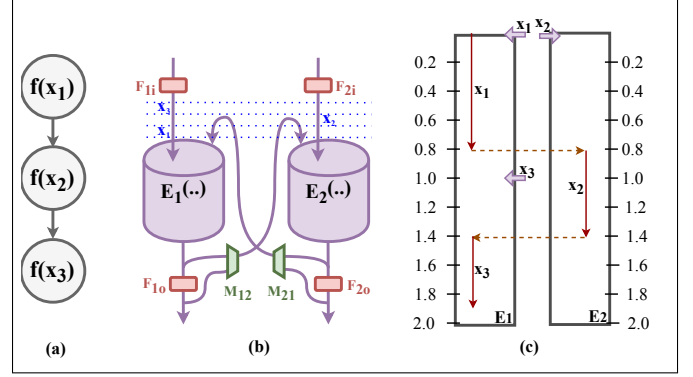 f(x1)
f(x2)
f(x3)
(a)
F1i
F2i
x3
x2
x1
E1(..)
E2(..)
F1o
M12
M21
F2o
(b)
x1 x2
0.2 0.2
0.4 0.4
x1
0.6 0.6
0.8 0.8
x3
1.0 1.0
x2
1.2 1.2
1.4 1.4
x3
1.6 1.6
1.8 1.8
2.0 E1 E2 2.0
(c)